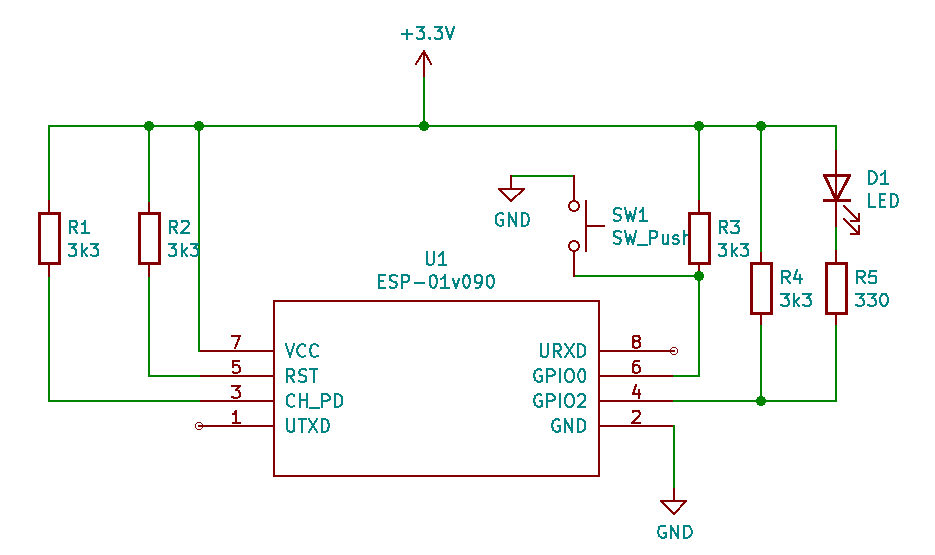 +3.3V
D1
LED
GND
SW1
SW_Push
R1
3k3
R2
3k3
R3
3k3
U1
ESP-01v090
R4
3k3
R5
330
7
VCC
URXD
8
5
RST
GPIO0
6
3
CH_PD
GPIO2
4
1
UTXD
GND
2
GND